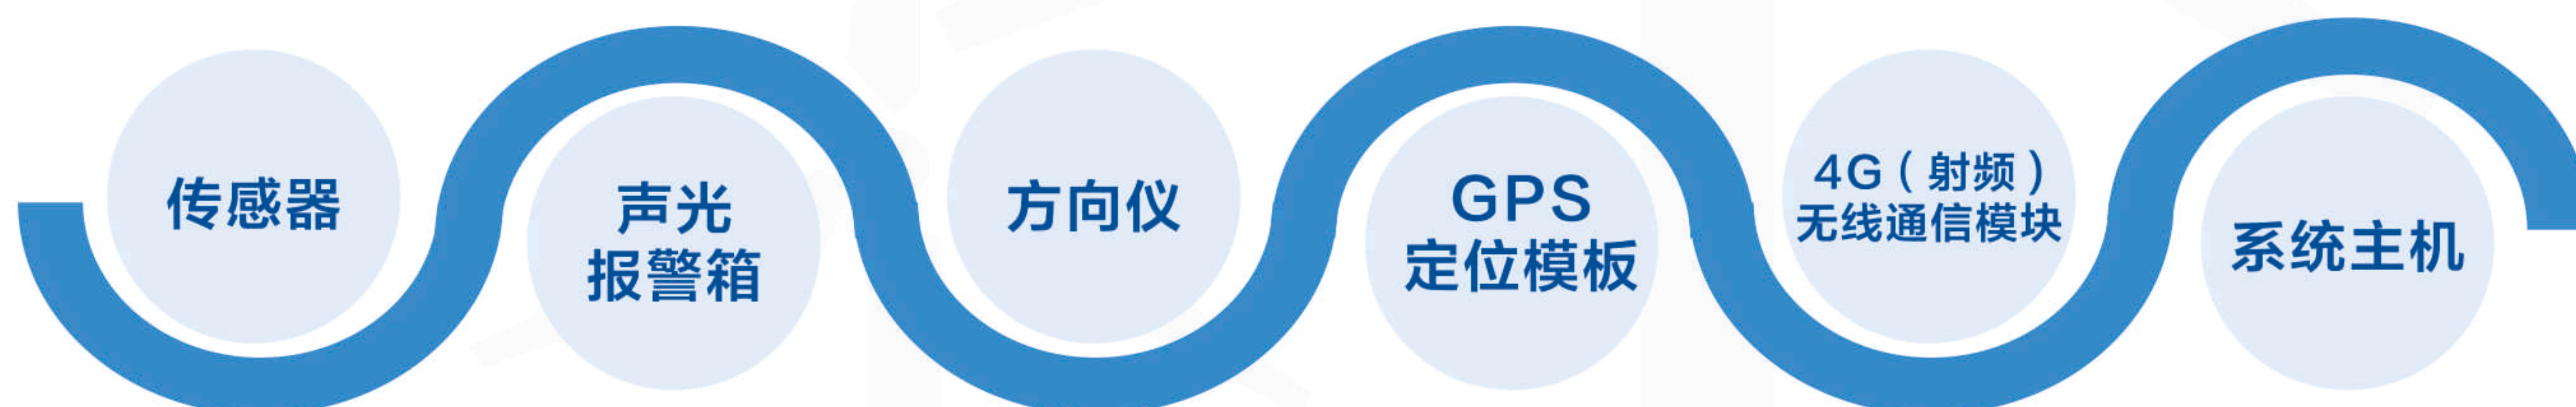 传感器
声光
报警箱
方向仪
GPS
定位模板
4G（射频）
无线通信模块
系统主机